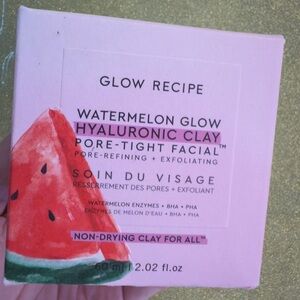 GLOW RECIPE
WATERMELON GLOW
HYALURONIC CLAY
PORE-TIGHT FACIAL™
PORE-REFINING + EXFOLIATING
SOIN DU VISAGE
RESSERREMENT DES PORES + EXFOLIANT
WATERMELON ENZYMES + BHA + PHA
ENZYMES DE MELON D'EAU + BHA + PHA
NON-DRYING CLAY FOR ALL™
60 ml | 2.02 fl.oz